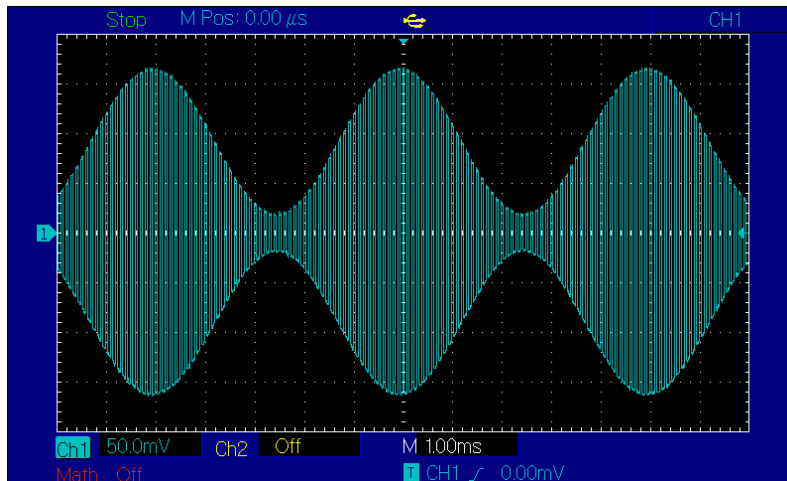 Stop M Pos: 0.00 μs CH1
1
Ch1 50.0mV Ch2 Off M 1.00ms
Math Off T CH1 0.00mV